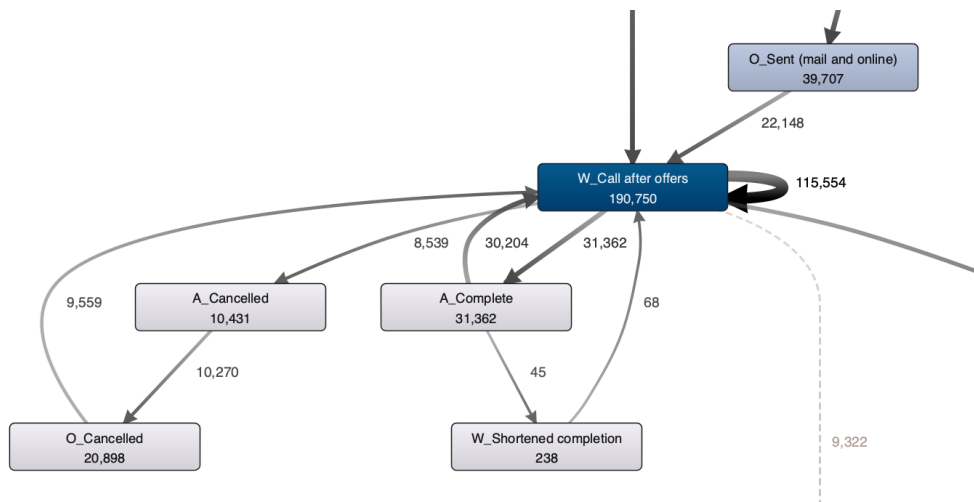 O_Sent (mail and online)
39,707
22,148
W_Call after offers
190,750
115,554
8,539
30,204
31,362
9,559
A_Cancelled
10,431
A_Complete
31,362
68
10,270
45
O_Cancelled
20,898
W_Shortened completion
238
9,322